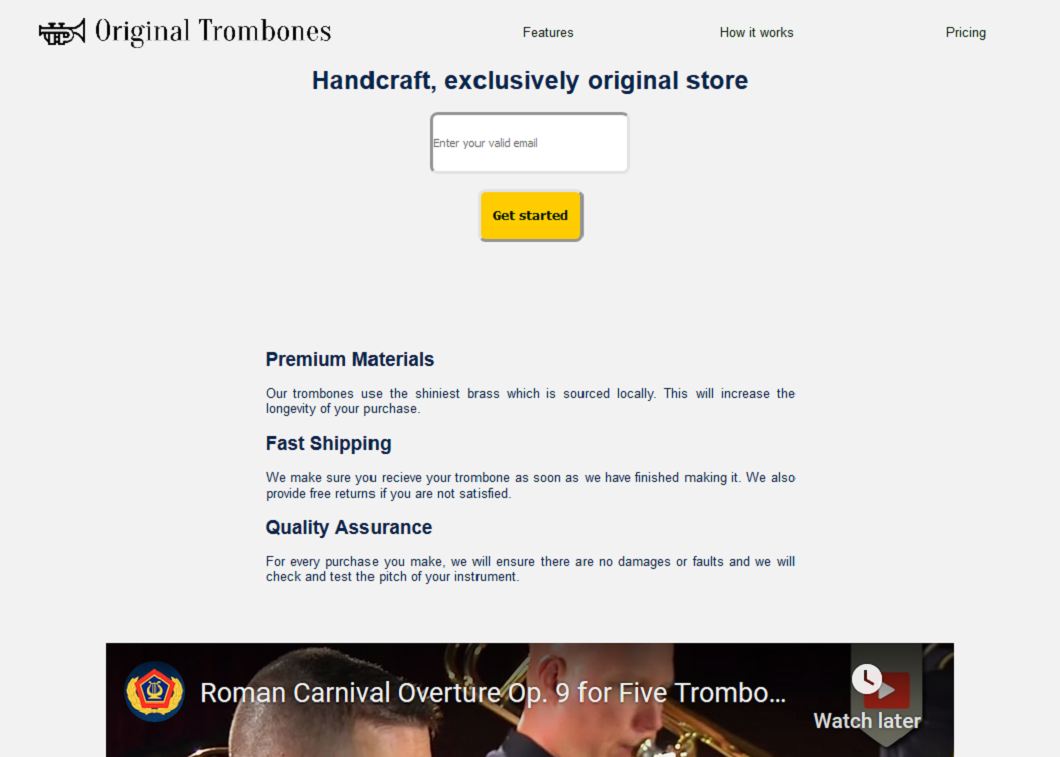 Original Trombones
Features
How it works
Pricing
Handcraft, exclusively original store
Enter your valid email
Get started
Premium Materials
Our trombones use the shiniest brass which is sourced locally. This will increase the
longevity of your purchase.
Fast Shipping
We make sure you recieve your trombone as soon as we have finished making it. We also
provide free returns if you are not satisfied.
Quality Assurance
For every purchase you make, we will ensure there are no damages or faults and we will
check and test the pitch of your instrument.
Roman Carnival Overture Op. 9 for Five Trombo...
Watch later